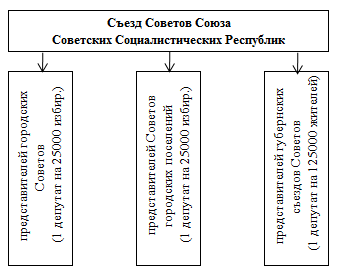 Съезд Советов Союза
Советских Социалистических Республик
представителей городских
Советов
(1 депутат на 25000 избир.)
представителей Советов
городских поселений
(1 депутат на 25000 избир.)
представителей губернских
съездов Советов
(1 депутат на 125000 жителей)